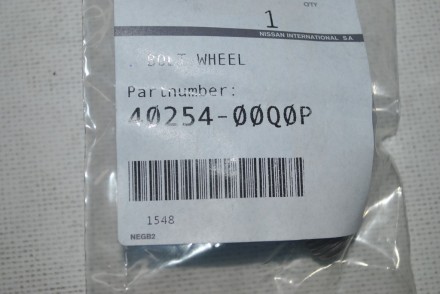 QTY
1
NISSAN INTERNATIONAL S.A
BOLT WHEEL
Partnumber:
40254-00Q0P
1548
NEGB2